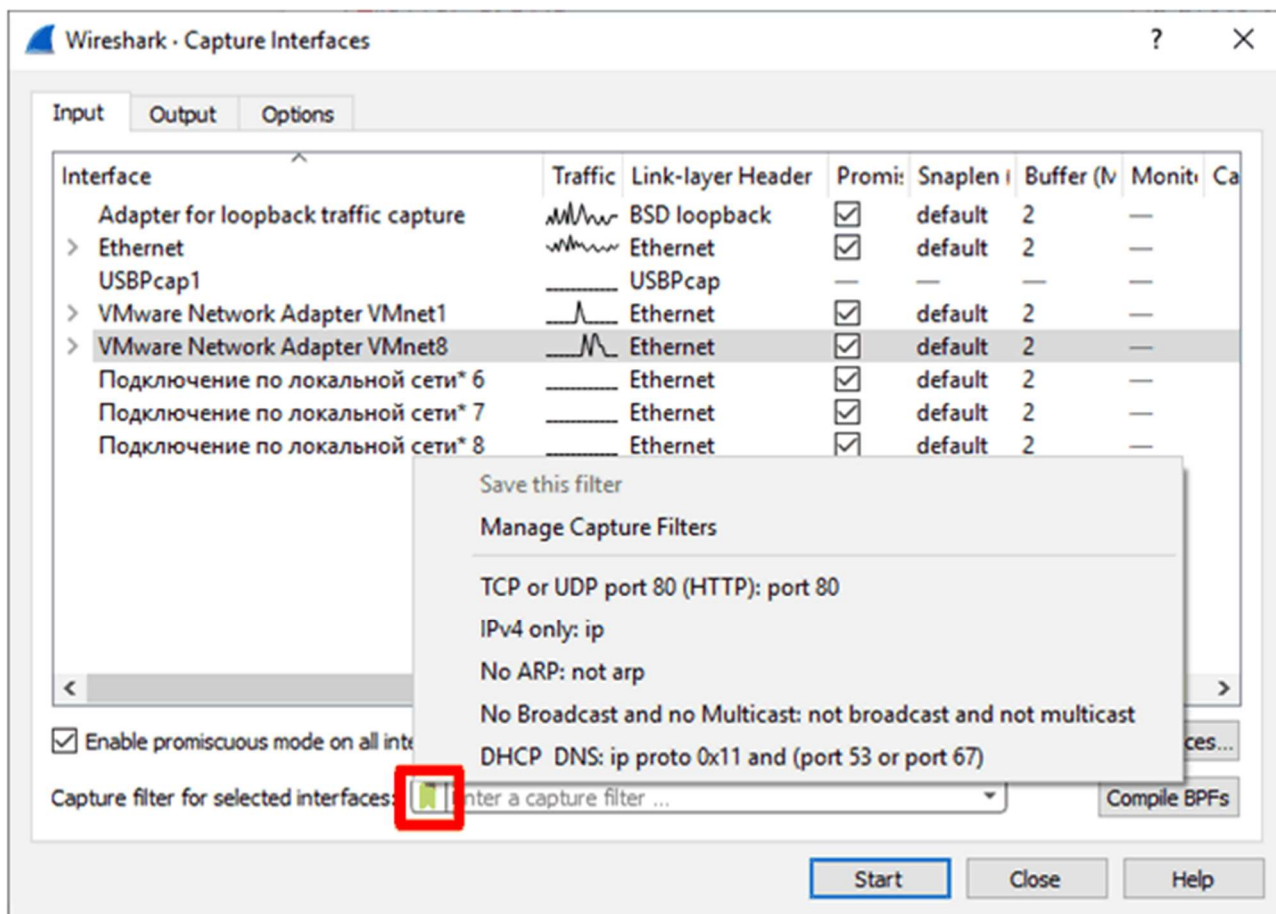 Wireshark · Capture Interfaces ?
Input Output Options
Interface Traffic Link-layer Header Promis Snaplen Buffer (M Monito Ca
Adapter for loopback traffic capture BSD loopback default 2 —
Ethernet Ethernet default 2 —
USBPcap1 USBPcap — — — —
VMware Network Adapter VMnet1 Ethernet default 2 —
VMware Network Adapter VMnet8 Ethernet default 2 —
Подключение по локальной сети* 6 Ethernet default 2 —
Подключение по локальной сети* 7 Ethernet default 2 —
Подключение по локальной сети* 8 Ethernet default 2 —
Save this filter
Manage Capture Filters
TCP or UDP port 80 (HTTP): port 80
IPv4 only: ip
No ARP: not arp
No Broadcast and no Multicast: not broadcast and not multicast
DHCP DNS: ip proto 0x11 and (port 53 or port 67)
Enable promiscuous mode on all inte ces...
Capture filter for selected interfaces: Enter a capture filter ... Compile BPFs
Start Close Help